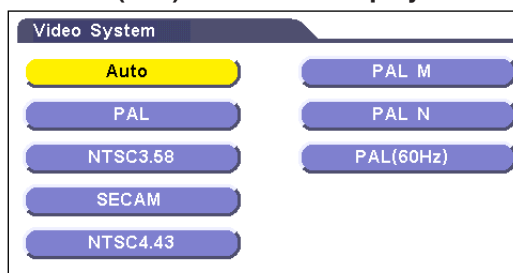 Video System
Auto
PAL
NTSC3.58
SECAM
NTSC4.43
PAL M
PAL N
PAL(60Hz)